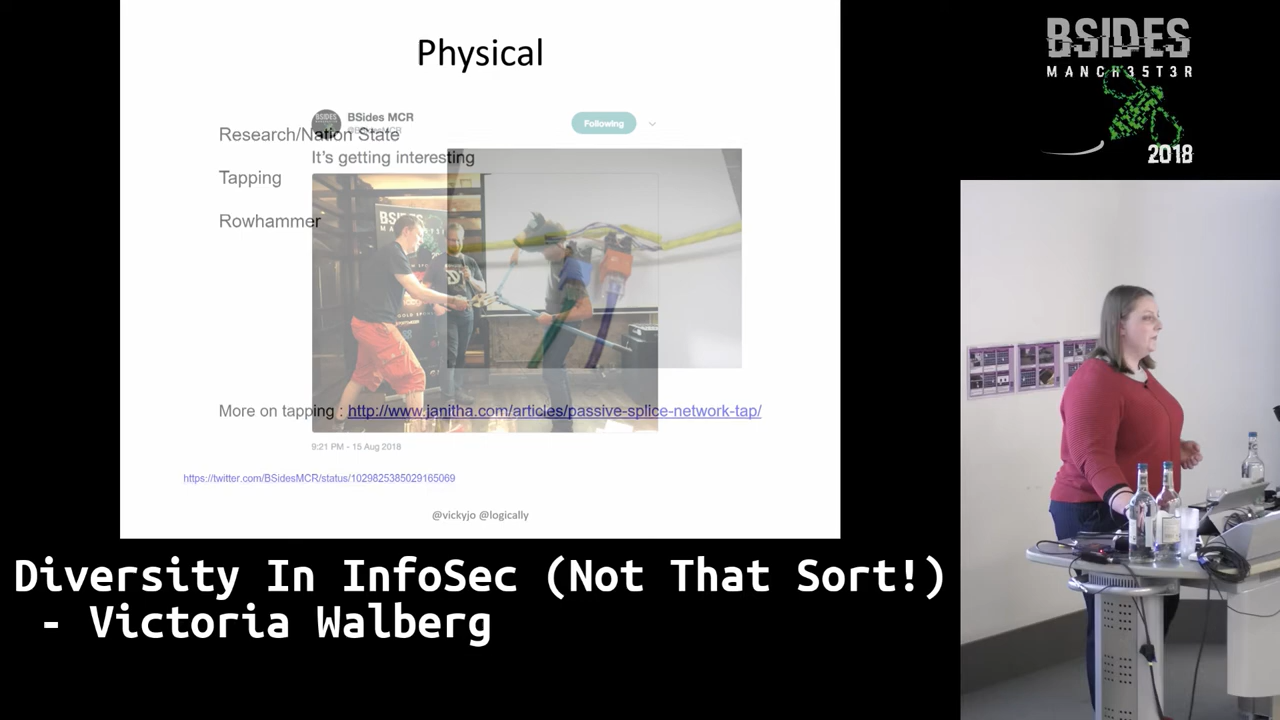 Physical
BSides MCR
Following
@BSidesMCR
Research/Nation State
It's getting interesting
Tapping
Rowhammer
More on tapping : http://www.janitha.com/articles/passive-splice-network-tap/
9:21 PM - 15 Aug 2018
https://twitter.com/BSidesMCR/status/1029825385029165069
@vickyjo @logically
BSIDES
MANCH35T3R
2018
Diversity In InfoSec (Not That Sort!)
- Victoria Walberg